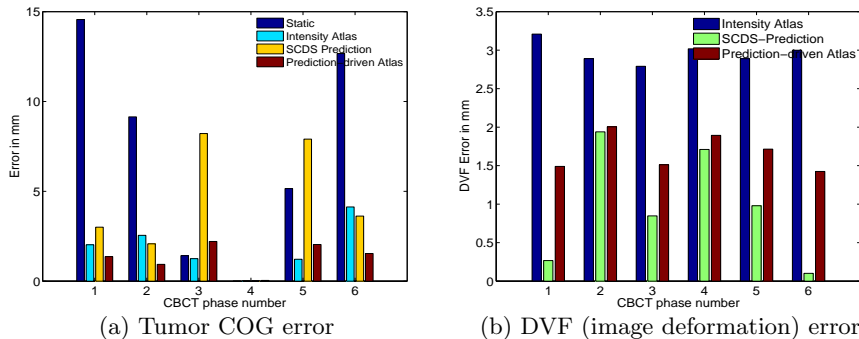 15
10
5
0
Error in mm
Static
Intensity Atlas
SCDS Prediction
Prediction-driven Atlas
1 2 3 4 5 6
CBCT phase number
(a) Tumor COG error
3.5
3
2.5
2
1.5
1
0.5
0
DVF Error in mm
Intensity Atlas
SCDS−Prediction
Prediction−driven Atlas
1 2 3 4 5 6
CBCT phase number
(b) DVF (image deformation) error